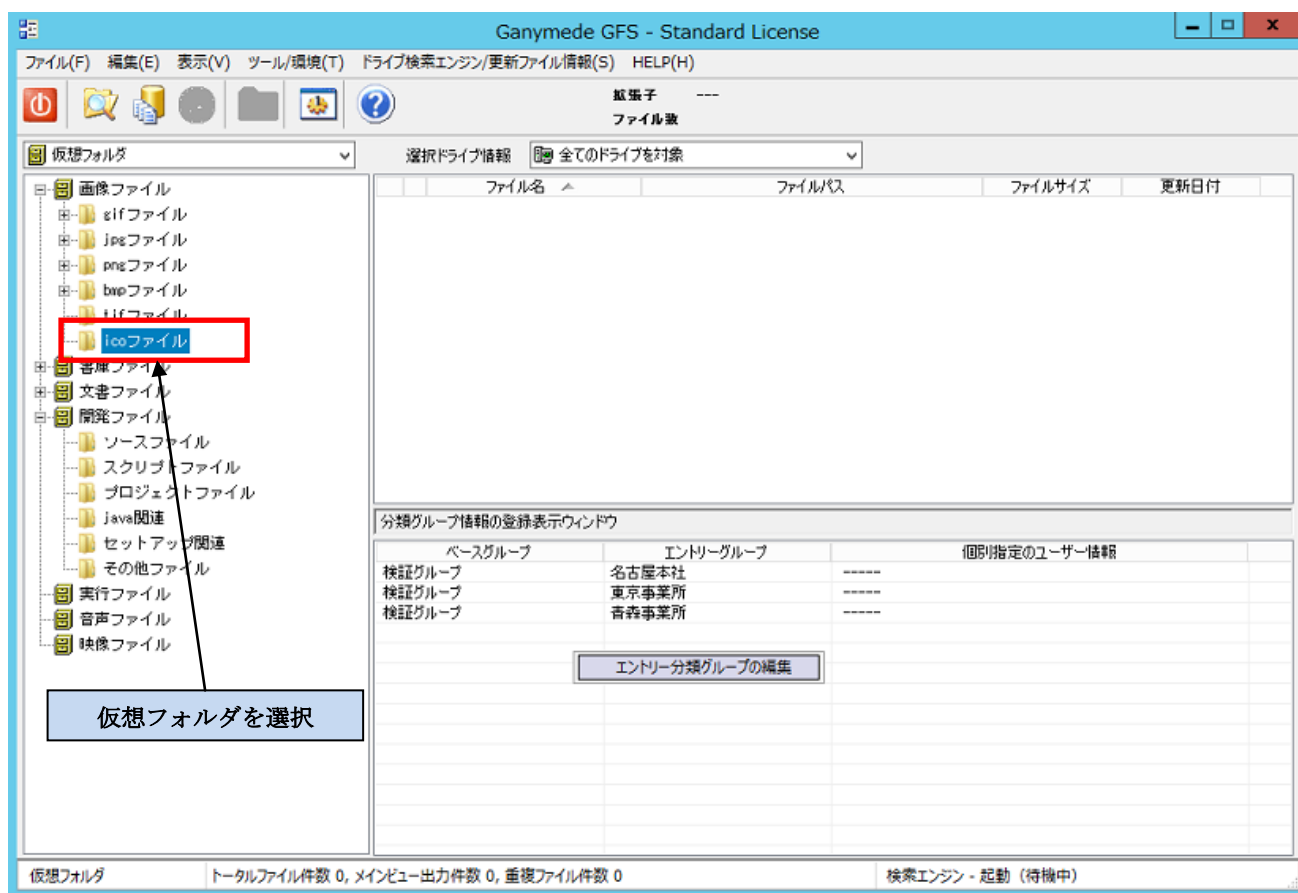 Ganymede GFS - Standard License
ファイル(F) 編集(E) 表示(V) ツール/環境(T) ドライブ検索エンジン/更新ファイル情報(S) HELP(H)
拡張子 ---
ファイル数
仮想フォルダ 選択ドライブ情報 全てのドライブを対象
ファイル名 ファイルパス ファイルサイズ 更新日付
画像ファイル
gifファイル
jpgファイル
pngファイル
bmpファイル
tifファイル
icoファイル
書庫ファイル
文書ファイル
開発ファイル
ソースファイル
スクリプトファイル
プロジェクトファイル
java関連
セットアップ関連
その他ファイル
実行ファイル
音声ファイル
映像ファイル
仮想フォルダを選択
分類グループ情報の登録表示ウィンドウ
ベースグループ エントリーグループ 個別指定のユーザー情報
検証グループ 名古屋本社 -----
検証グループ 東京事業所 -----
検証グループ 青森事業所 -----
エントリー分類グループの編集
仮想フォルダ トータルファイル件数 0, メインビュー出力件数 0, 重複ファイル件数 0 検索エンジン - 起動 (待機中)